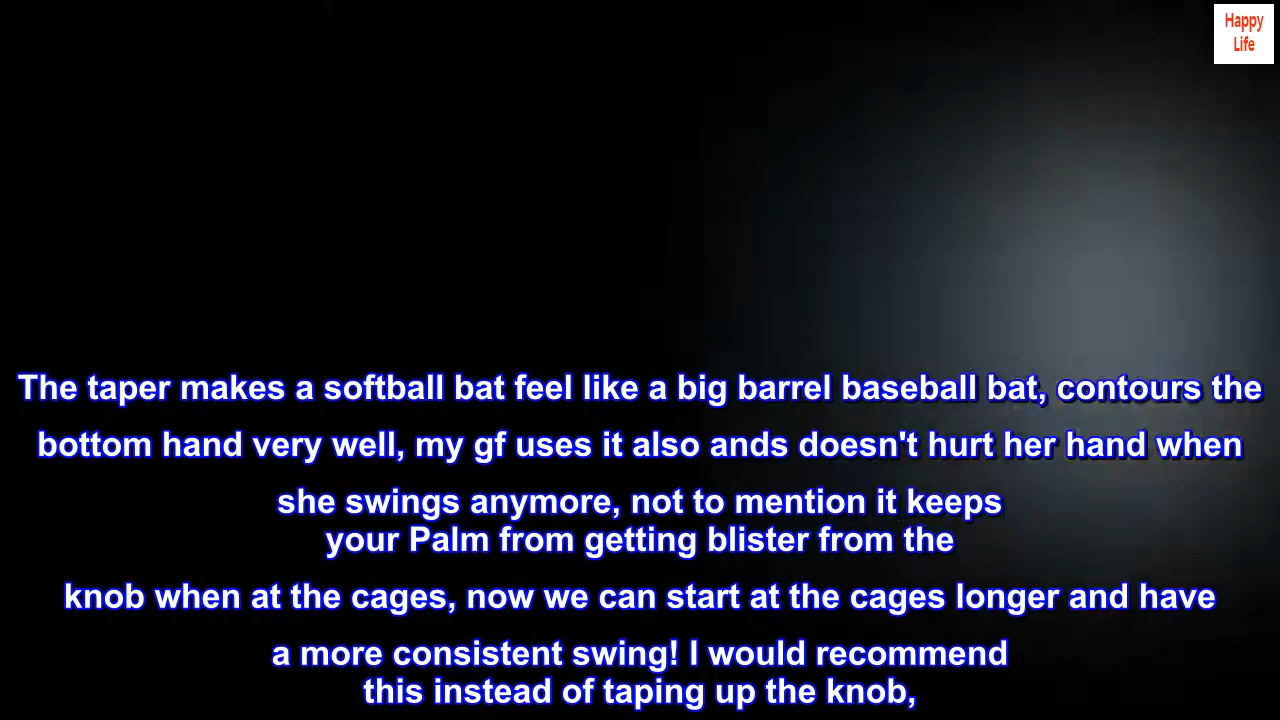 Happy
Life
The taper makes a softball bat feel like a big barrel baseball bat, contours the
bottom hand very well, my gf uses it also ands doesn't hurt her hand when
she swings anymore, not to mention it keeps
your Palm from getting blister from the
knob when at the cages, now we can start at the cages longer and have
a more consistent swing! I would recommend
this instead of taping up the knob,